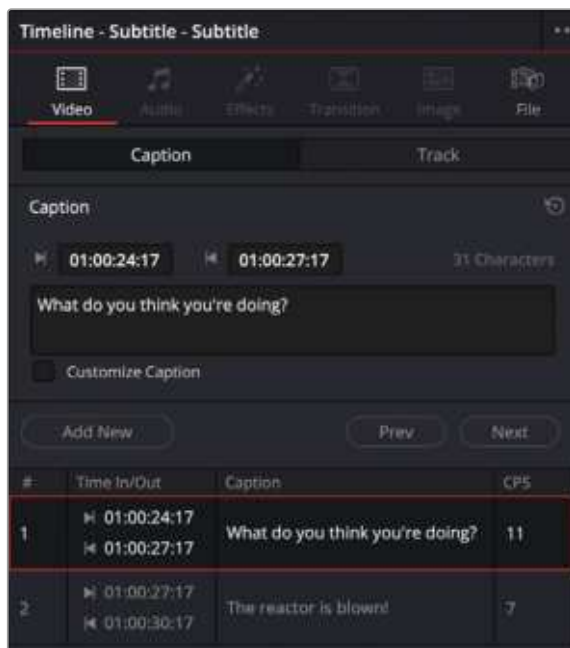 Timeline - Subtitle - Subtitle
Video Audio Effects Transition Image File
Caption Track
Caption
01:00:24:17 01:00:27:17 31 Characters
What do you think you're doing?
Customize Caption
Add New Prev Next
# Time In/Out Caption CPS
1 01:00:24:17 What do you think you're doing? 11
01:00:27:17
2 01:00:27:17 The reactor is blown! 7
01:00:30:17